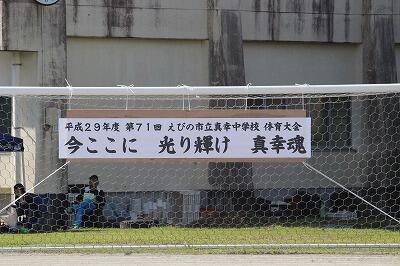 平成29年度 第71回 えびの市立真幸中学校 体育大会
今ここに 光り輝け 真幸魂